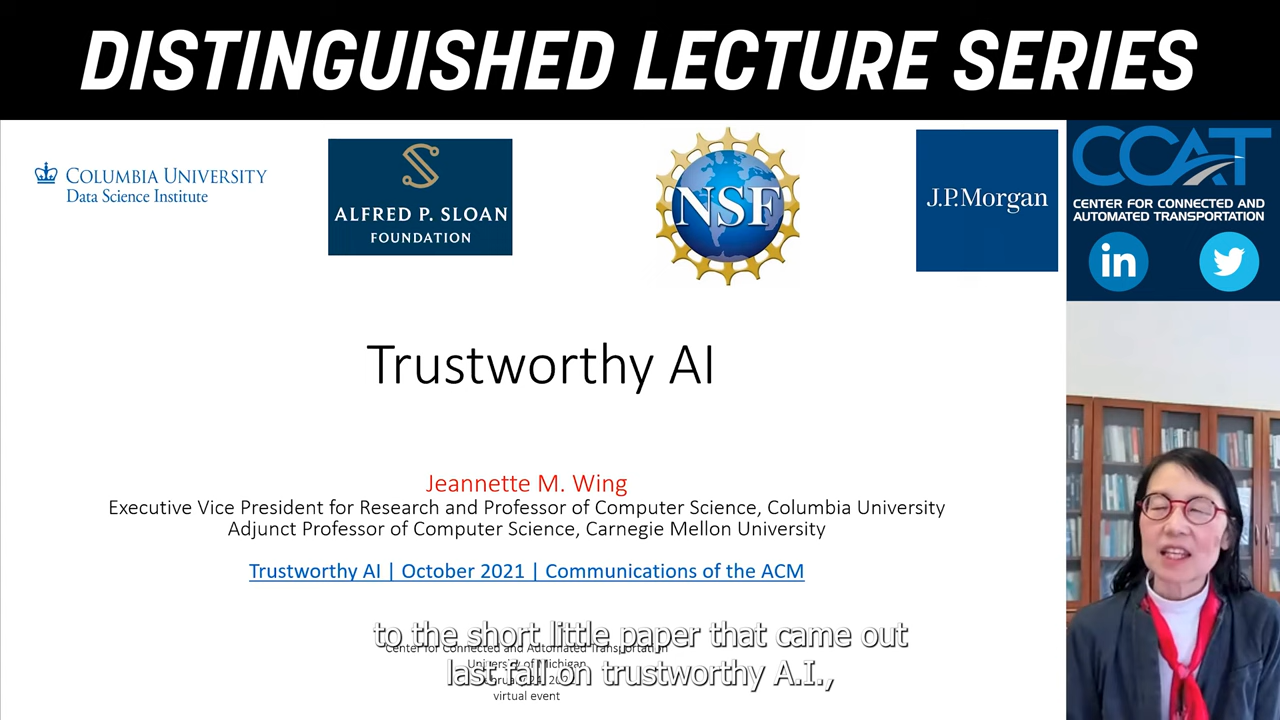 DISTINGUISHED LECTURE SERIES
COLUMBIA UNIVERSITY
Data Science Institute
ALFRED P. SLOAN
FOUNDATION
NSF
J.P.Morgan
CCAT
CENTER FOR CONNECTED AND
AUTOMATED TRANSPORTATION
in
Trustworthy AI
Jeannette M. Wing
Executive Vice President for Research and Professor of Computer Science, Columbia University
Adjunct Professor of Computer Science, Carnegie Mellon University
Trustworthy AI | October 2021 | Communications of the ACM
to the short little paper that came out
Center for Connected and Automated Transportation
University of Michigan
last fall on trustworthy A.I.,
virtual event